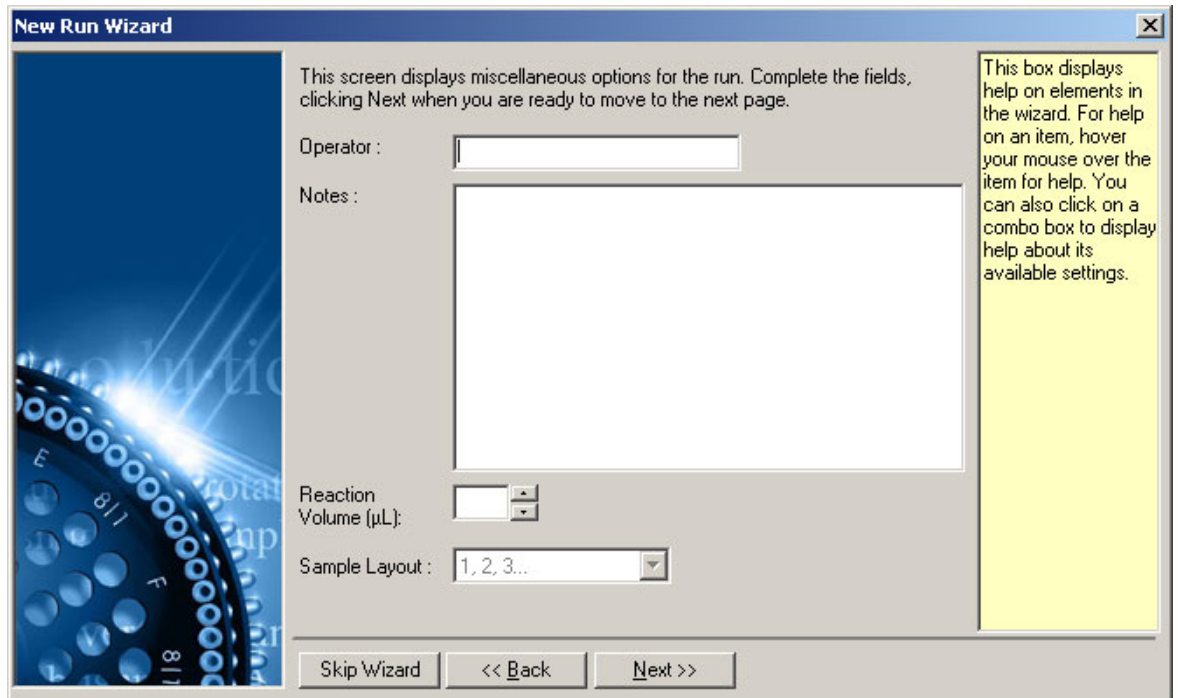 New Run Wizard
This screen displays miscellaneous options for the run. Complete the fields,
clicking Next when you are ready to move to the next page.
Operator :
Notes :
Reaction
Volume (µL):
Sample Layout : 1, 2, 3...
Skip Wizard << Back Next >>
This box displays
help on elements in
the wizard. For help
on an item, hover
your mouse over the
item for help. You
can also click on a
combo box to display
help about its
available settings.
E
8|1
F
8|1